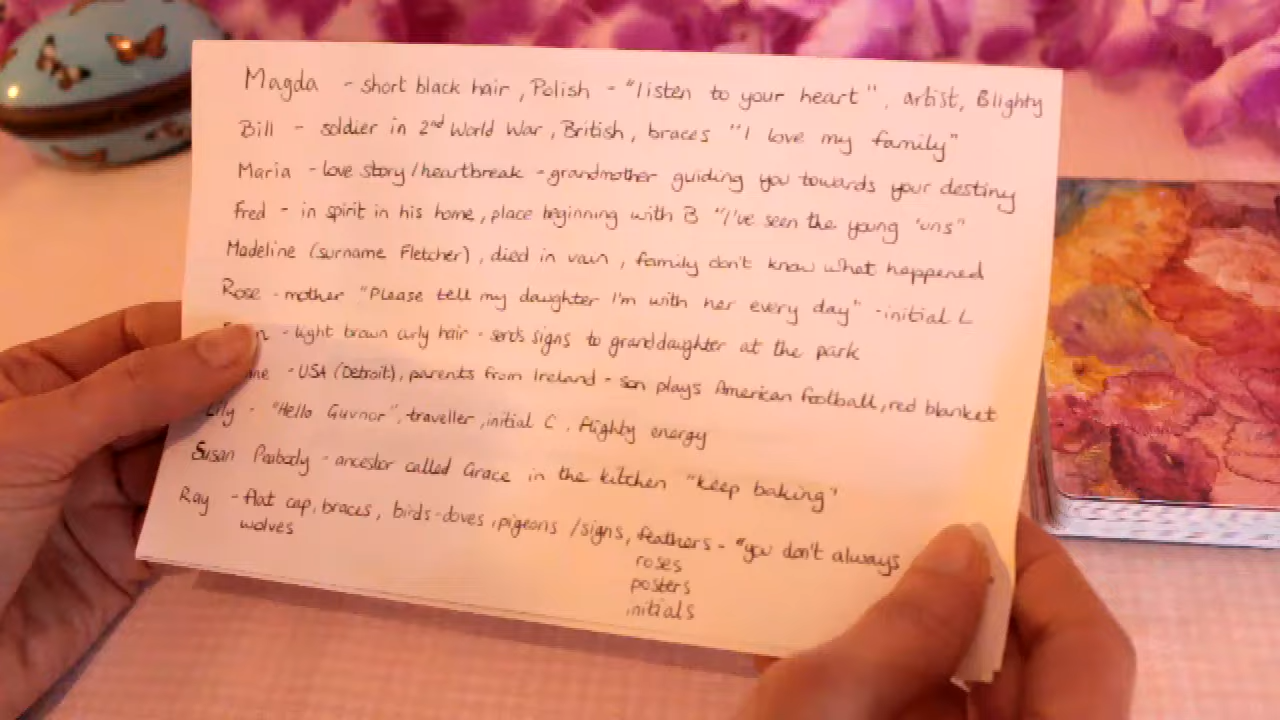 Magda - short black hair, Polish - "listen to your heart", artist, Blighty
Bill - soldier in 2nd World War, British, braces "I love my family"
Maria - love story/heartbreak - grandmother guiding you towards your destiny
Fred - in spirit in his home, place beginning with B "I've seen the young 'uns"
Madeline (surname Fletcher), died in vain, family don't know what happened
Rose - mother "Please tell my daughter I'm with her every day" - initial L
- light brown curly hair - sends signs to granddaughter at the park
- USA (Detroit), parents from Ireland - son plays American football, red blanket
Lily - "Hello Guvnor", traveller, initial C, flighty energy
Susan Peabody - ancestor called Grace in the kitchen "keep baking"
Ray - flat cap, braces, birds-doves, pigeons /signs, feathers - "you don't always
wolves
roses
posters
initials